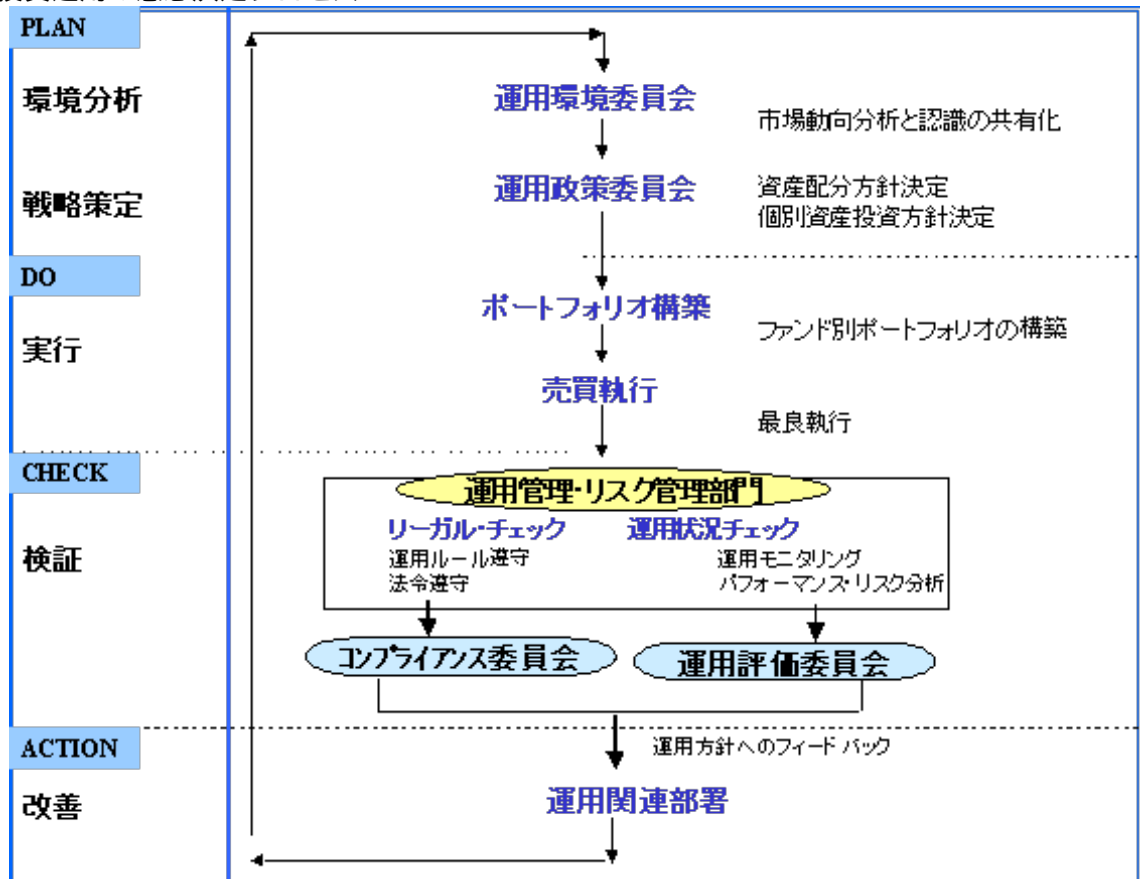 PLAN
環境分析
運用環境委員会
市場動向分析と認識の共有化
戦略策定
運用政策委員会
資産配分方針決定
個別資産投資方針決定
DO
ポートフォリオ構築
ファンド別ポートフォリオの構築
実行
売買執行
最良執行
CHECK
運用管理・リスク管理部門
リーガル・チェック
運用状況チェック
検証
運用ルール遵守
法令遵守
運用モニタリング
パフォーマンス・リスク分析
コンプライアンス委員会
運用評価委員会
ACTION
運用方針へのフィードバック
改善
運用関連部署